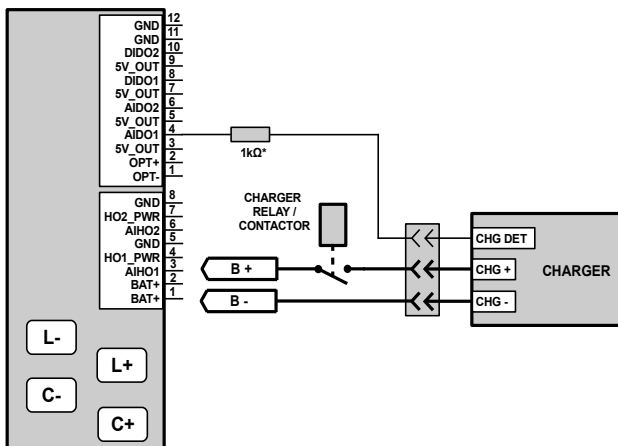 GND 12
GND 11
DIDO2 10
5V_OUT 9
DIDO1 8
5V_OUT 7
AIDO2 6
5V_OUT 5
AIDO1 4
5V_OUT 3
OPT+ 2
OPT- 1
1kΩ*
GND 8
HO2_PWR 7
AIHO2 6
GND 5
HO1_PWR 4
AIHO1 3
BAT+ 2
BAT+ 1
CHARGER
RELAY /
CONTACTOR
B +
B -
CHG DET
CHG +
CHG -
CHARGER
L-
L+
C-
C+